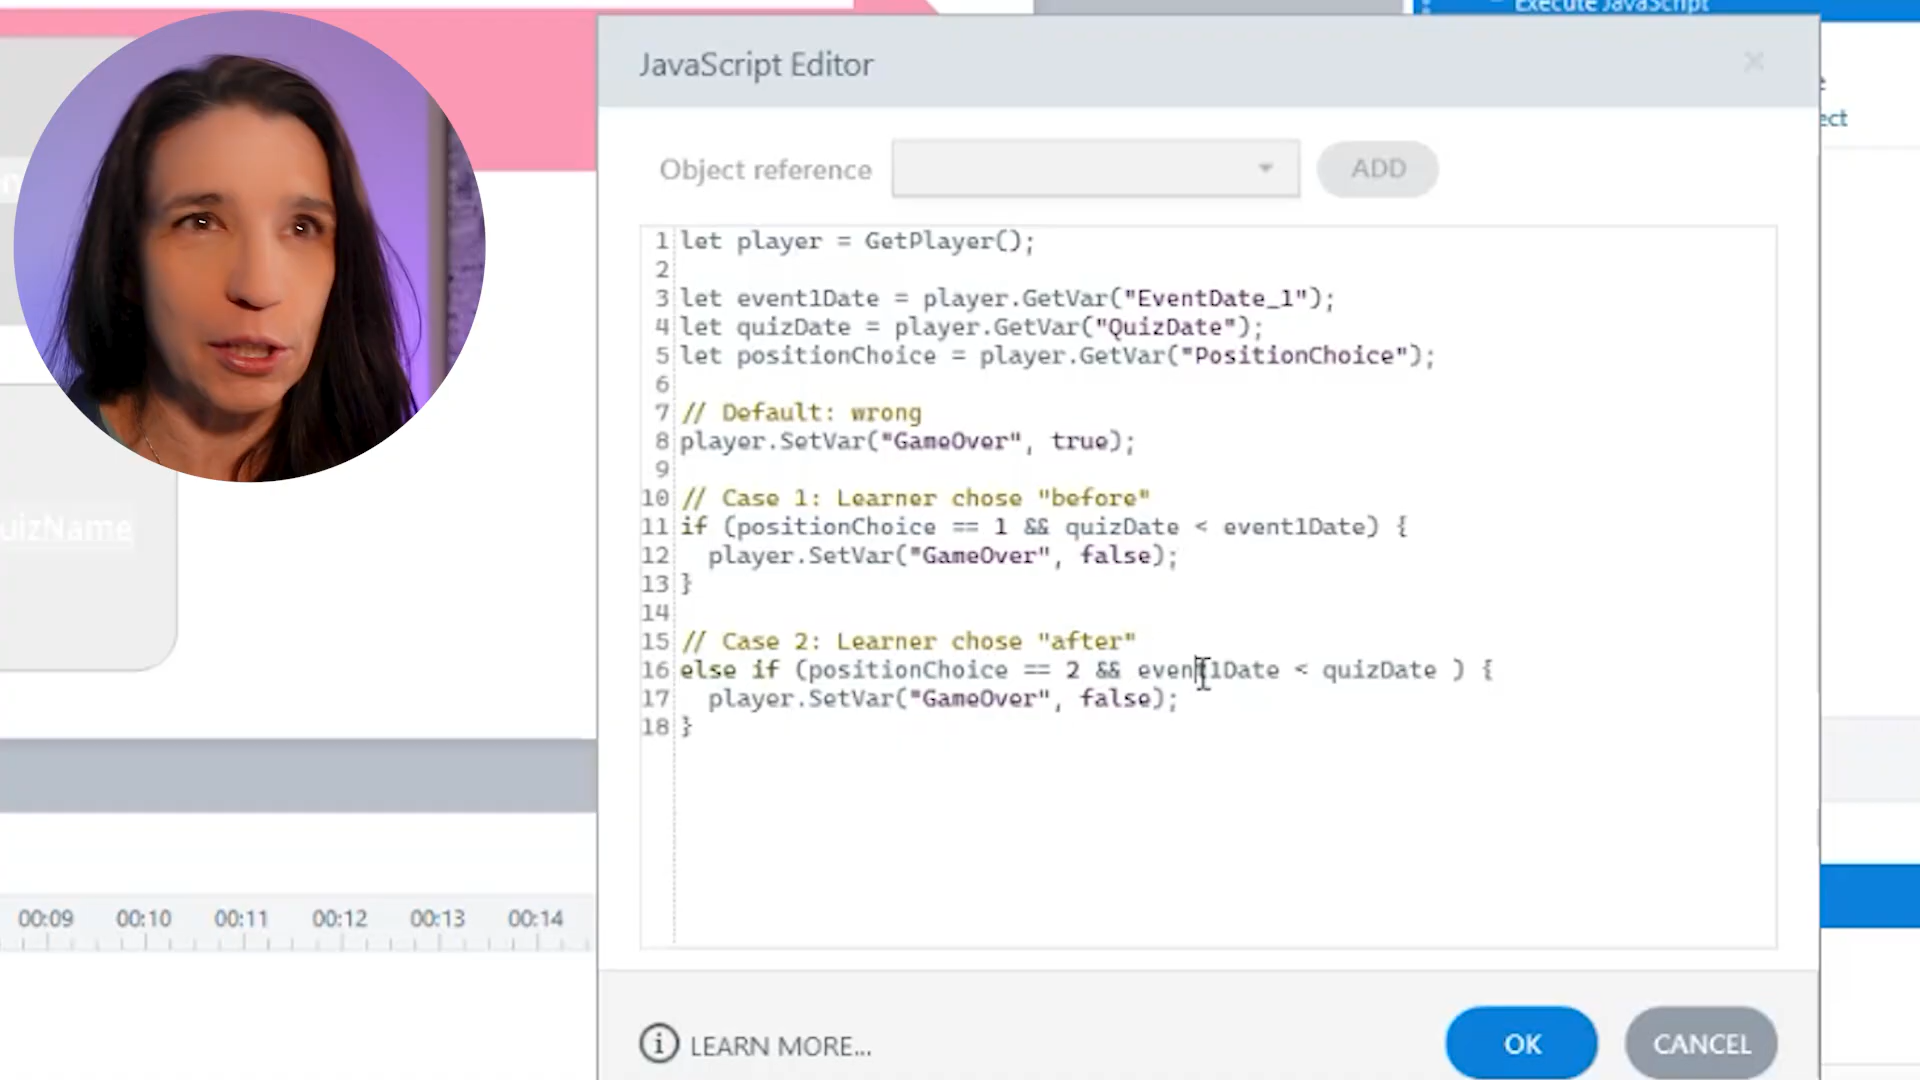 Execute JavaScript
JavaScript Editor
ect
Object reference
ADD
1 let player = GetPlayer();
2
3 let event1Date = player.GetVar("EventDate_1");
4 let quizDate = player.GetVar("QuizDate");
5 let positionChoice = player.GetVar("PositionChoice");
6
7 // Default: wrong
8 player.SetVar("GameOver", true);
9
10 // Case 1: Learner chose "before"
11 if (positionChoice == 1 && quizDate < event1Date) {
12 player.SetVar("GameOver", false);
13 }
14
15 // Case 2: Learner chose "after"
16 else if (positionChoice == 2 && event1Date < quizDate ) {
17 player.SetVar("GameOver", false);
18 }
uizName
00:09 00:10 00:11 00:12 00:13 00:14
LEARN MORE...
OK
CANCEL